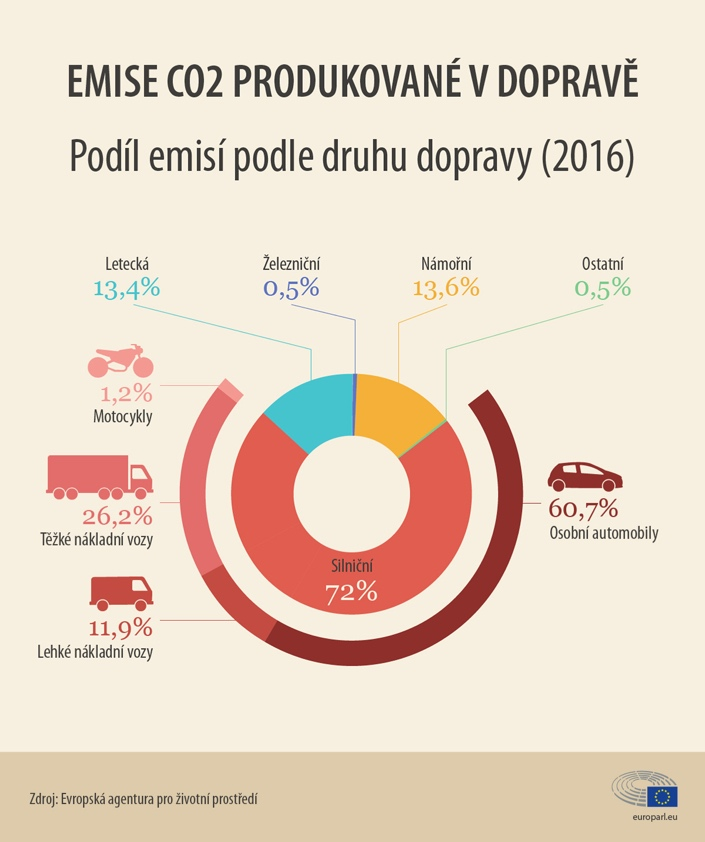 EMISE CO2 PRODUKOVANÉ V DOPRAVĚ
Podíl emisí podle druhu dopravy (2016)
Letecká
13,4%
Železniční
0,5%
Námořní
13,6%
Ostatní
0,5%
1,2%
Motocykly
26,2%
Těžké nákladní vozy
11,9%
Lehké nákladní vozy
60,7%
Osobní automobily
Silniční
72%
Zdroj: Evropská agentura pro životní prostředí
europarl.eu